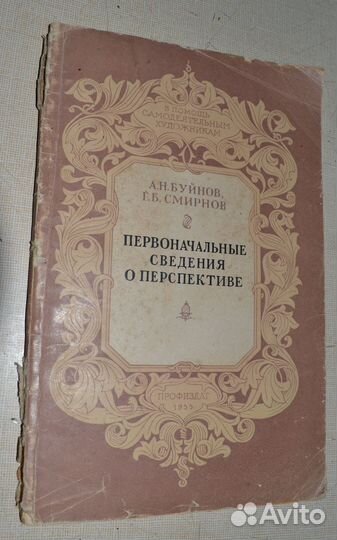 В ПОМОЩЬ
САМОДЕЯТЕЛЬНЫМ
ХУДОЖНИКАМ
А.Н.БУЙНОВ,
Г.Б.СМИРНОВ
ПЕРВОНАЧАЛЬНЫЕ
СВЕДЕНИЯ
О ПЕРСПЕКТИВЕ
ПРОФИЗДАТ
1955
Avito